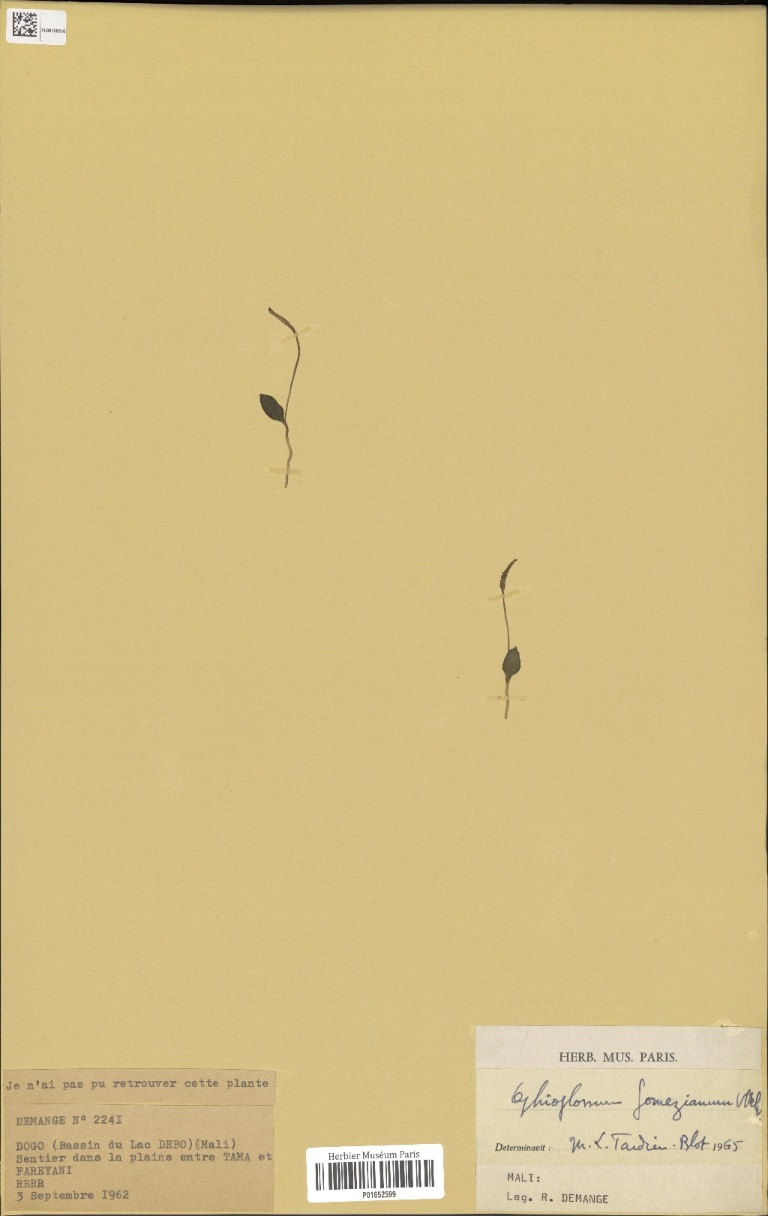 Je n'ai pas pu retrouver cette plante
DEMANGE N° 224I
DOGO (Bassin du Lac DEBO)(Mali)
Sentier dans la plaine entre TAMA et
FAREYANI
RRRR
3 Septembre I962
Herbier Muséum Paris
P01652599
HERB. MUS. PARIS.
Ophioglossum Gomezianum Welw.
Determinavit : M. L. Tardieu-Blot 1965
MALI:
Leg. R. DEMANGE